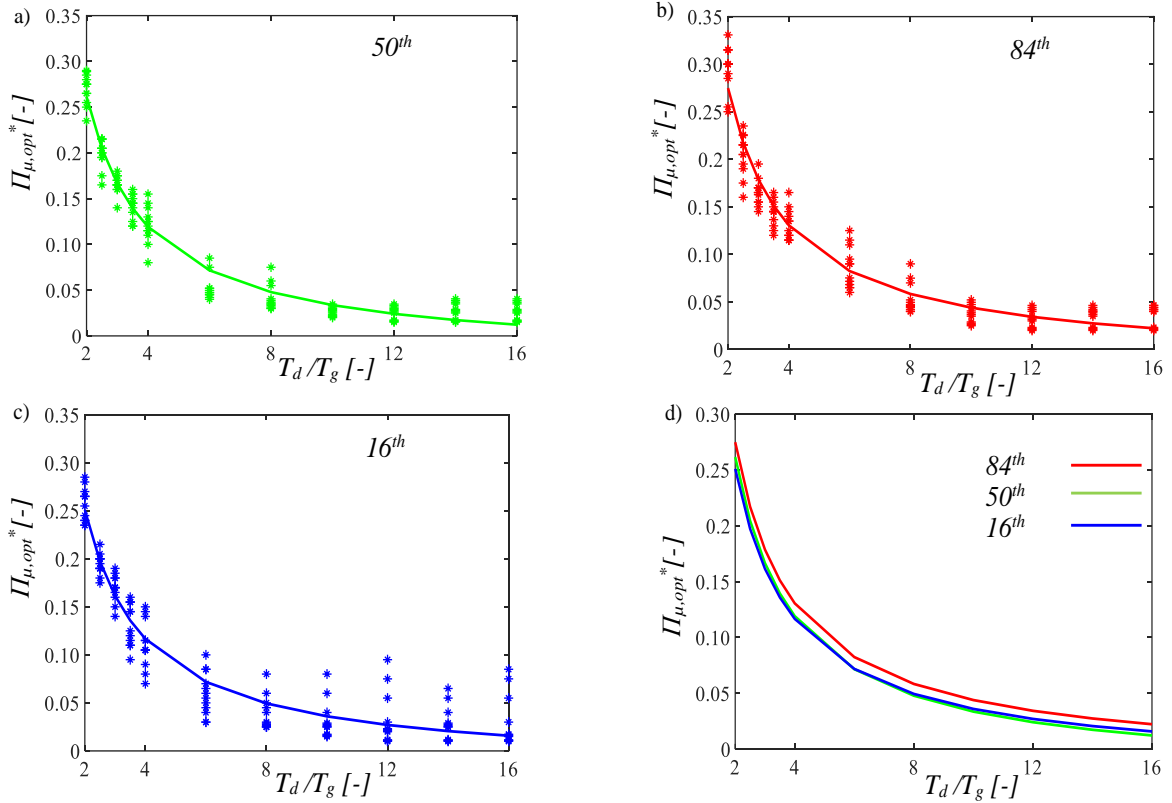 a)
50th
0.35
0.30
0.25
0.2
0.15
0.10
0.05
0
Πμ,opt* [-]
2 4 8 12 16
Td /Tg [-]
b)
84th
0.35
0.30
0.25
0.2
0.15
0.10
0.05
0
Πμ,opt* [-]
2 4 8 12 16
Td /Tg [-]
c)
16th
0.35
0.30
0.25
0.2
0.15
0.10
0.05
0
Πμ,opt* [-]
2 4 8 12 16
Td /Tg [-]
d)
0.30
0.25
0.2
0.15
0.10
0.05
0
Πμ,opt* [-]
84th
50th
16th
2 4 8 12 16
Td /Tg [-]